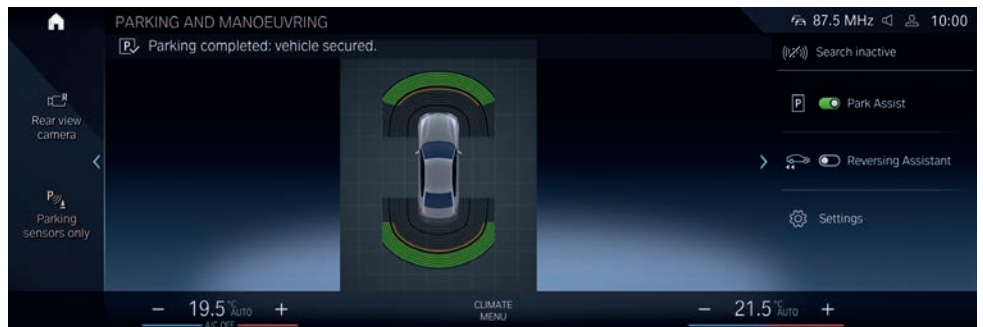 PARKING AND MANOEUVRING
87.5 MHz
10:00
P Parking completed: vehicle secured.
Search inactive
R
Rear view
camera
P Park Assist
Reversing Assistant
P
Parking
sensors only
Settings
– 19.5 °C AUTO +
A/C OFF
CLIMATE
MENU
– 21.5 °C AUTO +